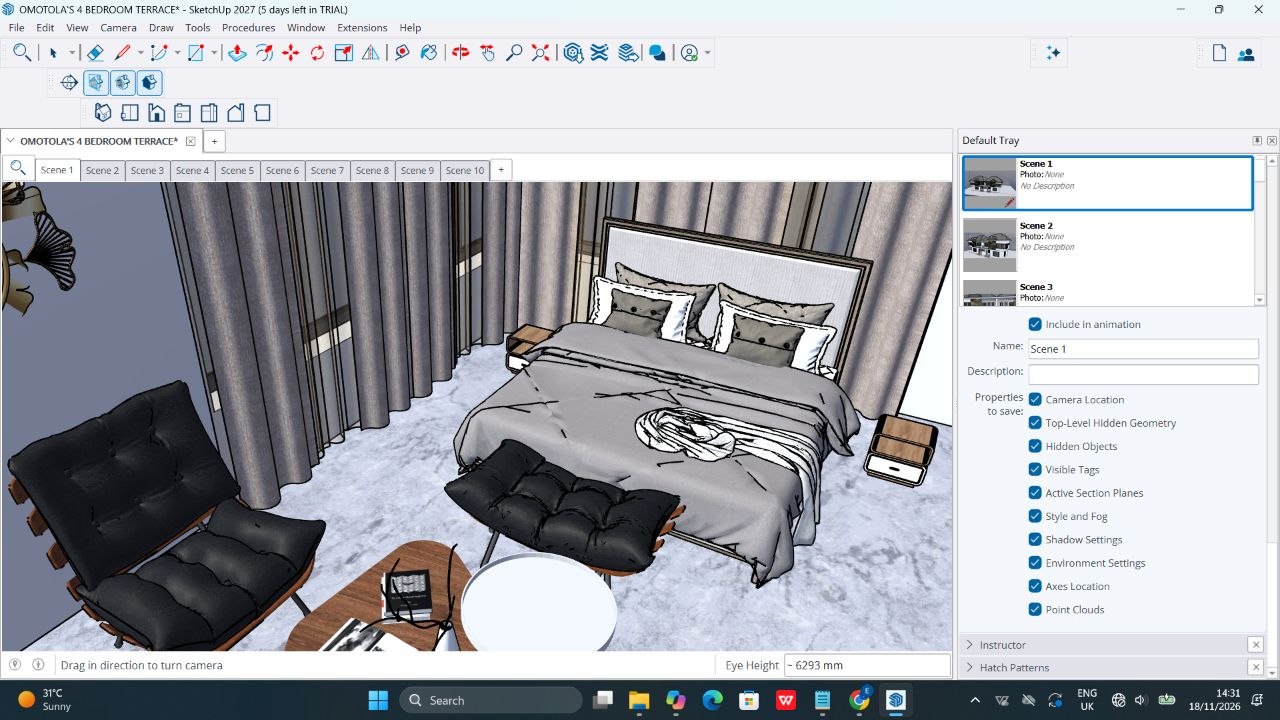 OMOTOLA'S 4 BEDROOM TERRACE* - SketchUp 2027 (5 days left in TRIAL)
File Edit View Camera Draw Tools Procedures Window Extensions Help
OMOTOLA'S 4 BEDROOM TERRACE*
Scene 1 Scene 2 Scene 3 Scene 4 Scene 5 Scene 6 Scene 7 Scene 8 Scene 9 Scene 10 +
Default Tray
Scene 1
Photo: None
No Description
Scene 2
Photo: None
No Description
Scene 3
Photo: None
Include in animation
Name: Scene 1
Description:
Properties to save:
Camera Location
Top-Level Hidden Geometry
Hidden Objects
Visible Tags
Active Section Planes
Style and Fog
Shadow Settings
Environment Settings
Axes Location
Point Clouds
Instructor
Hatch Patterns
Drag in direction to turn camera
Eye Height ~ 6293 mm
31°C
Sunny
Search
ENG
UK
14:31
18/11/2026